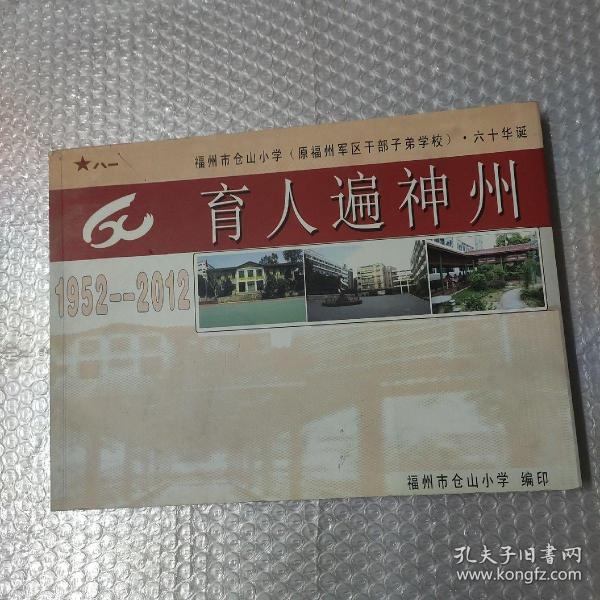 ★八一
福州市仓山小学（原福州军区干部子弟学校）·六十华诞
60
育人遍神州
1952--2012
福州市仓山小学 编印
孔夫子旧书网
www.kongfz.com